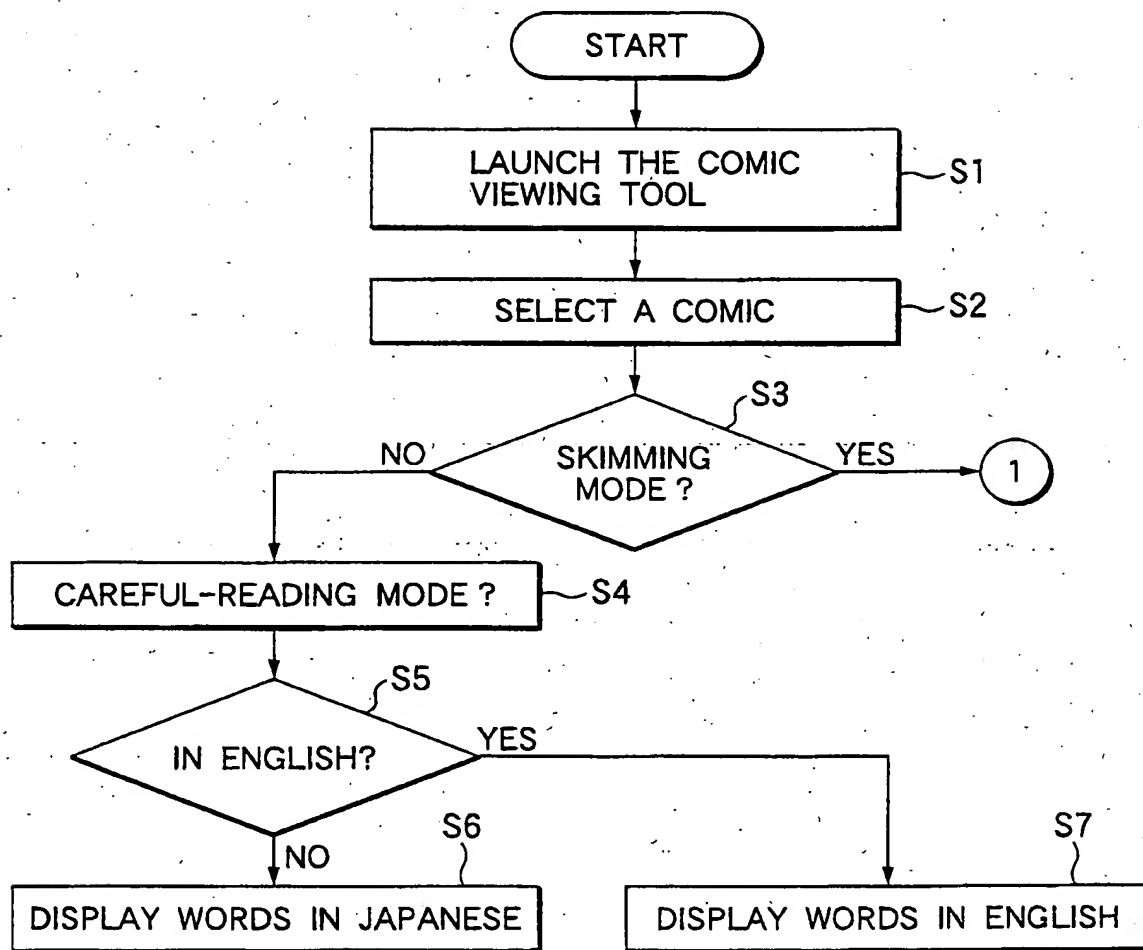 START
LAUNCH THE COMIC
VIEWING TOOL
S1
SELECT A COMIC
S2
S3
NO
SKIMMING
MODE?
YES
1
CAREFUL-READING MODE?
S4
S5
IN ENGLISH?
YES
NO
S6
S7
DISPLAY WORDS IN JAPANESE
DISPLAY WORDS IN ENGLISH